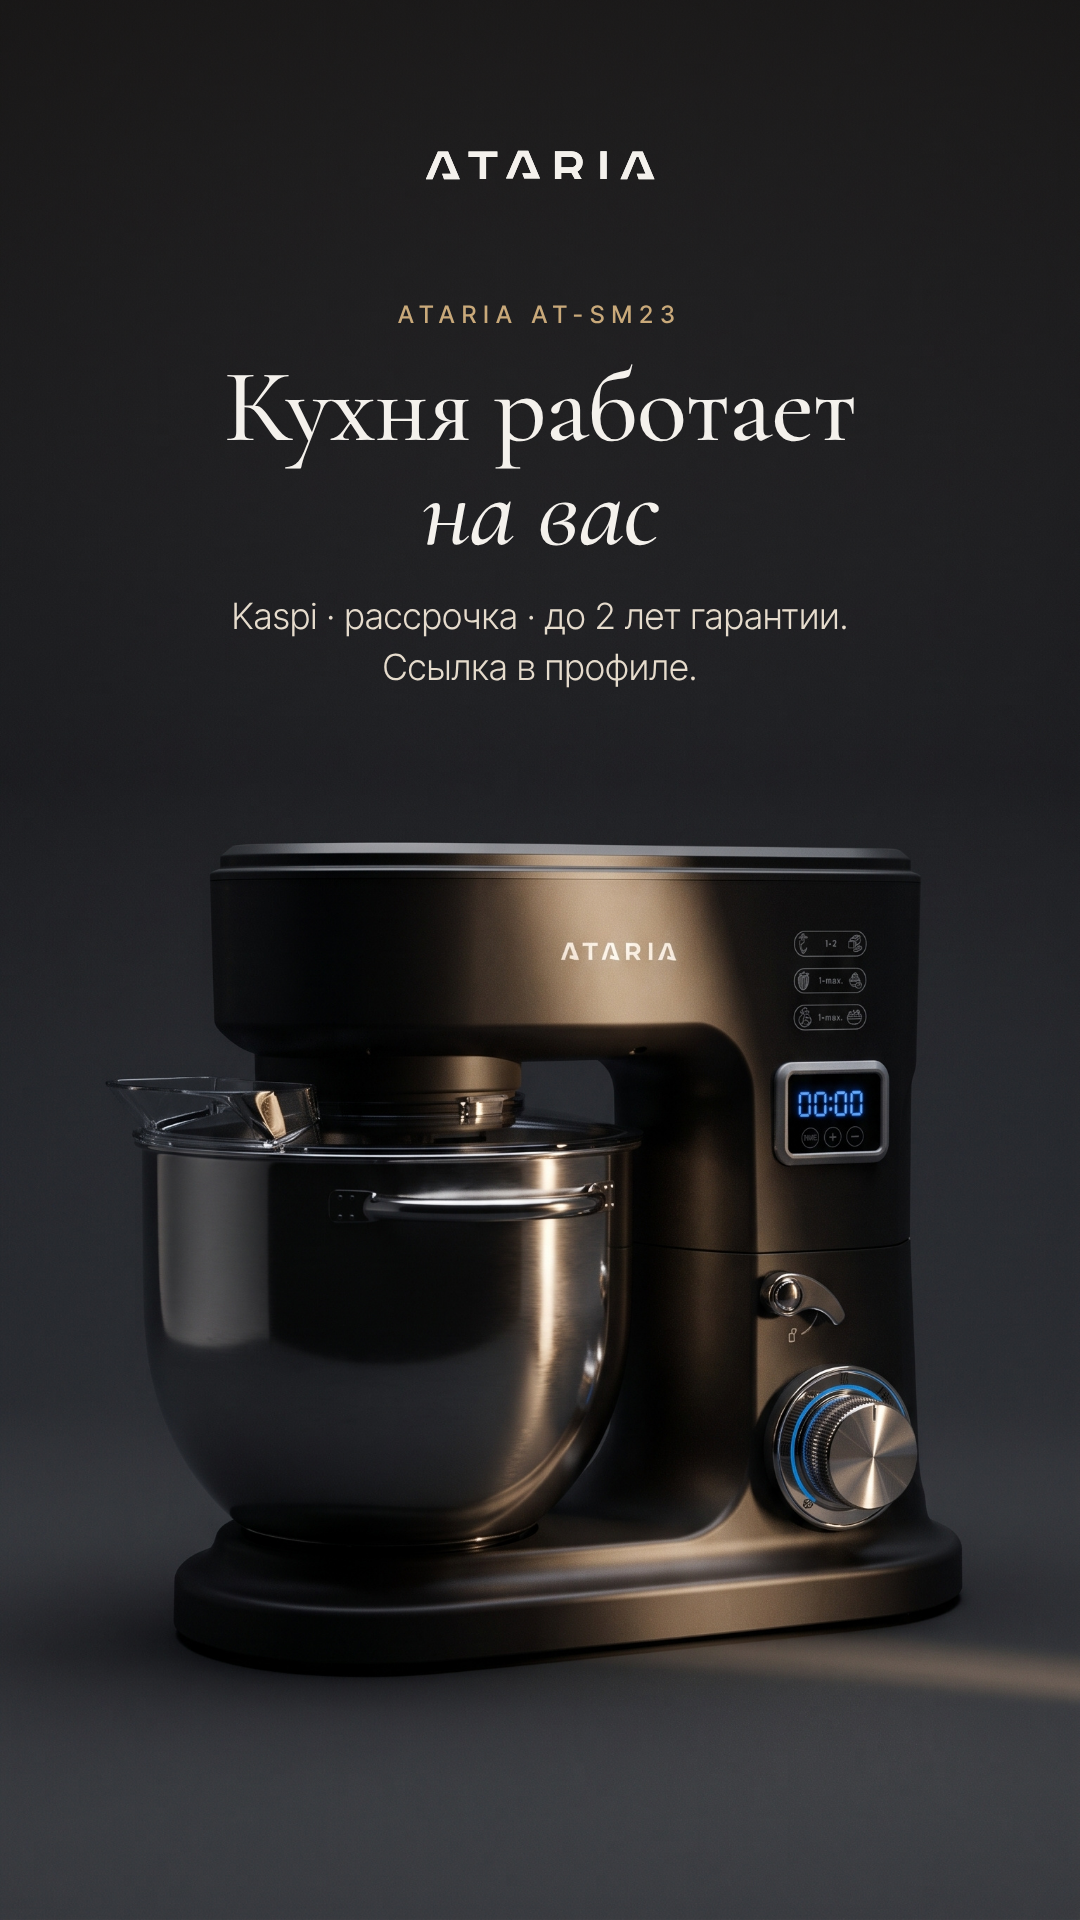 ATARIA
ATARIA AT-SM23
Кухня работает
на вас
Kaspi · рассрочка · до 2 лет гарантии.
Ссылка в профиле.
ATARIA
1-2
1-max.
1-max.
00:00
+ −